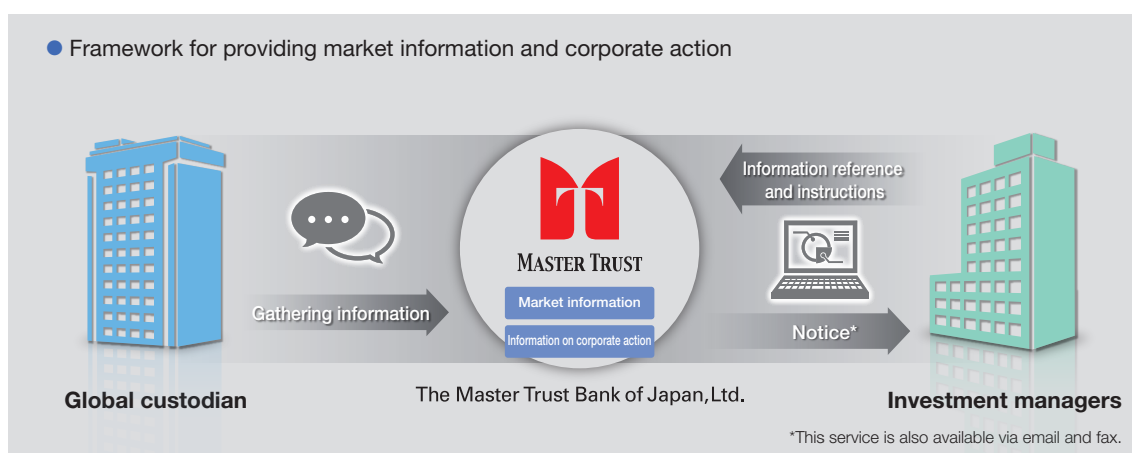 ● Framework for providing market information and corporate action
Information reference
and instructions
MASTER TRUST
Market information
Gathering information
Information on corporate action
Notice*
Global custodian
The Master Trust Bank of Japan,Ltd.
Investment managers
*This service is also available via email and fax.